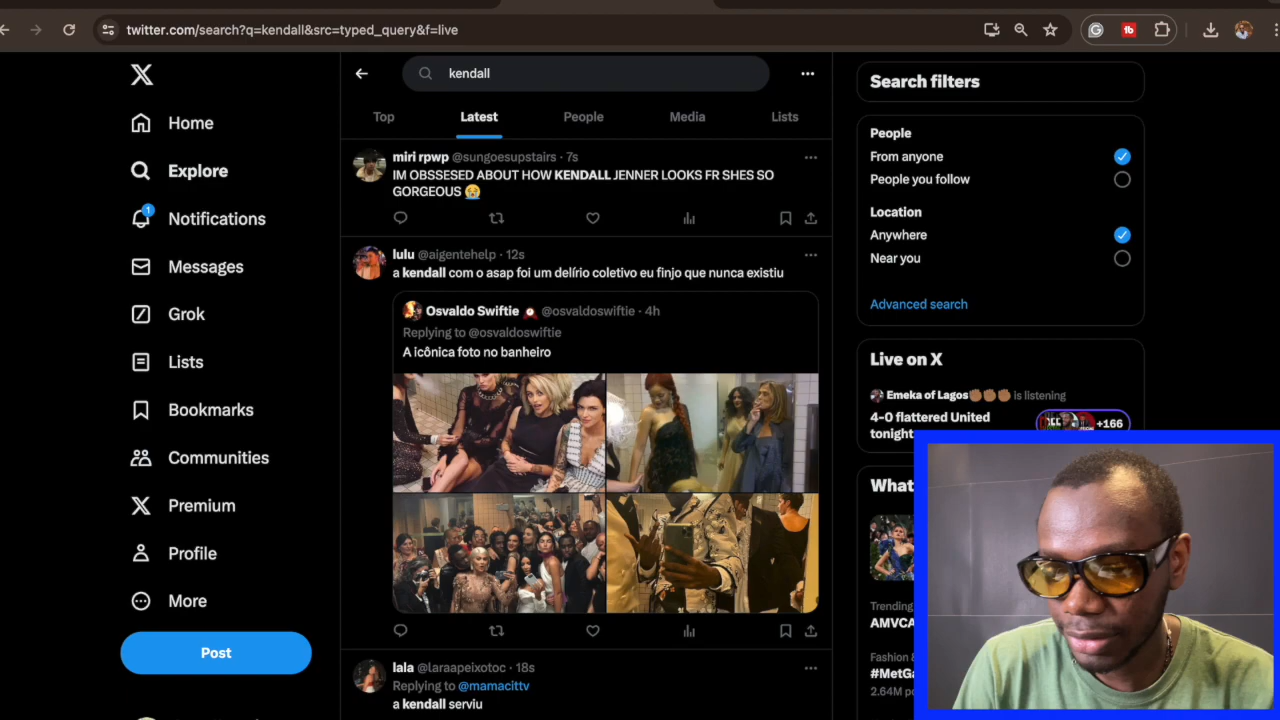 twitter.com/search?q=kendall&src=typed_query&f=live
kendall
Home
Explore
1
Notifications
Messages
Grok
Lists
Bookmarks
Communities
Premium
Profile
More
Post
Top
Latest
People
Media
Lists
miri rpwp @sungoesupstairs · 7s
IM OBSSESED ABOUT HOW KENDALL JENNER LOOKS FR SHES SO
GORGEOUS 😭
lulu @aigentehelp · 12s
a kendall com o asap foi um delírio coletivo eu finjo que nunca existiu
Osvaldo Swiftie @osvaldoswiftie · 4h
Replying to @osvaldoswiftie
A icônica foto no banheiro
lala @laraapeixotoc · 18s
Replying to @mamacittv
a kendall serviu
Search filters
People
From anyone
People you follow
Location
Anywhere
Near you
Advanced search
Live on X
Emeka of Lagos✊🏾✊🏾✊🏾 is listening
4-0 flattered United
tonight
+166
What
Trending
AMVCA
Fashion &
#MetGa
2.64M po